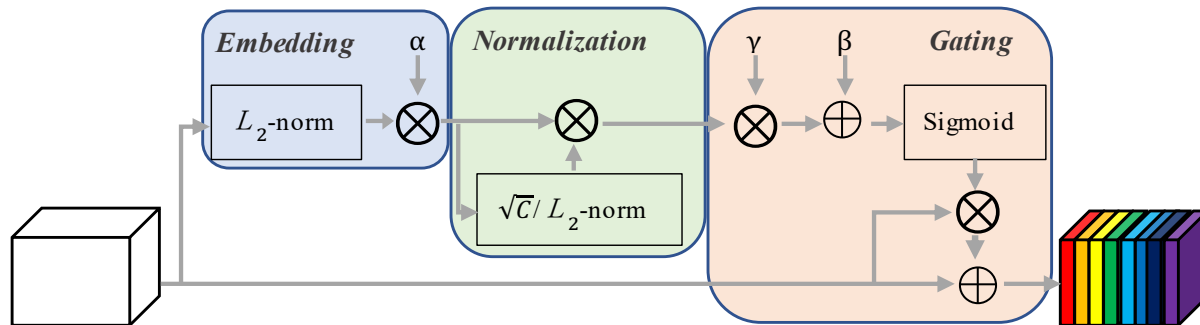 Embedding
α
Normalization
γ
β
Gating
L₂-norm
Sigmoid
√C / L₂-norm